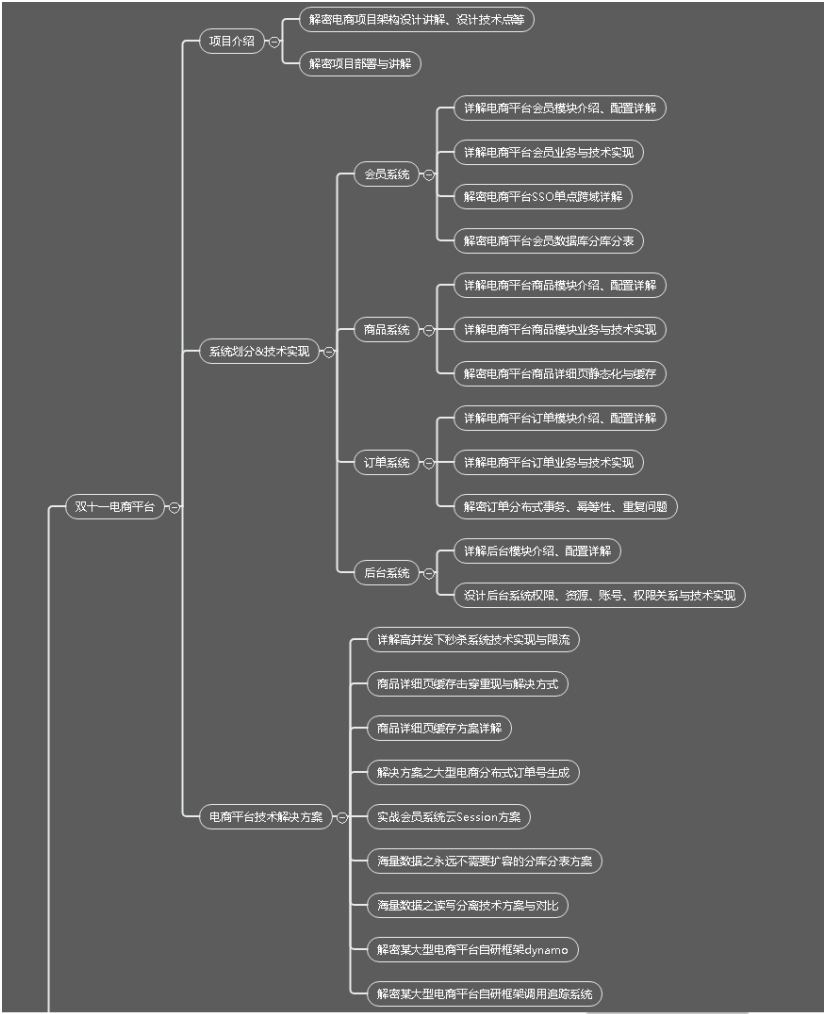 解密电商项目架构设计讲解、设计技术点等
项目介绍
解密项目部署与讲解
详解电商平台会员模块介绍、配置详解
详解电商平台会员业务与技术实现
会员系统
解密电商平台SSO单点跨域详解
解密电商平台会员数据库分库分表
详解电商平台商品模块介绍、配置详解
商品系统
详解电商平台商品模块业务与技术实现
系统划分&技术实现
解密电商平台商品详细页静态化与缓存
详解电商平台订单模块介绍、配置详解
订单系统
详解电商平台订单业务与技术实现
双十一电商平台
解密订单分布式事务、幂等性、重复问题
详解后台模块介绍、配置详解
后台系统
设计后台系统权限、资源、账号、权限关系与技术实现
详解高并发下秒杀系统技术实现与限流
商品详细页缓存击穿重现与解决方式
商品详细页缓存方案详解
解决方案之大型电商分布式订单号生成
电商平台技术解决方案
实战会员系统云Session方案
海量数据之永远不需要扩容的分库分表方案
海量数据之读写分离技术方案与对比
解密某大型电商平台自研框架dynamo
解密某大型电商平台自研框架调用追踪系统